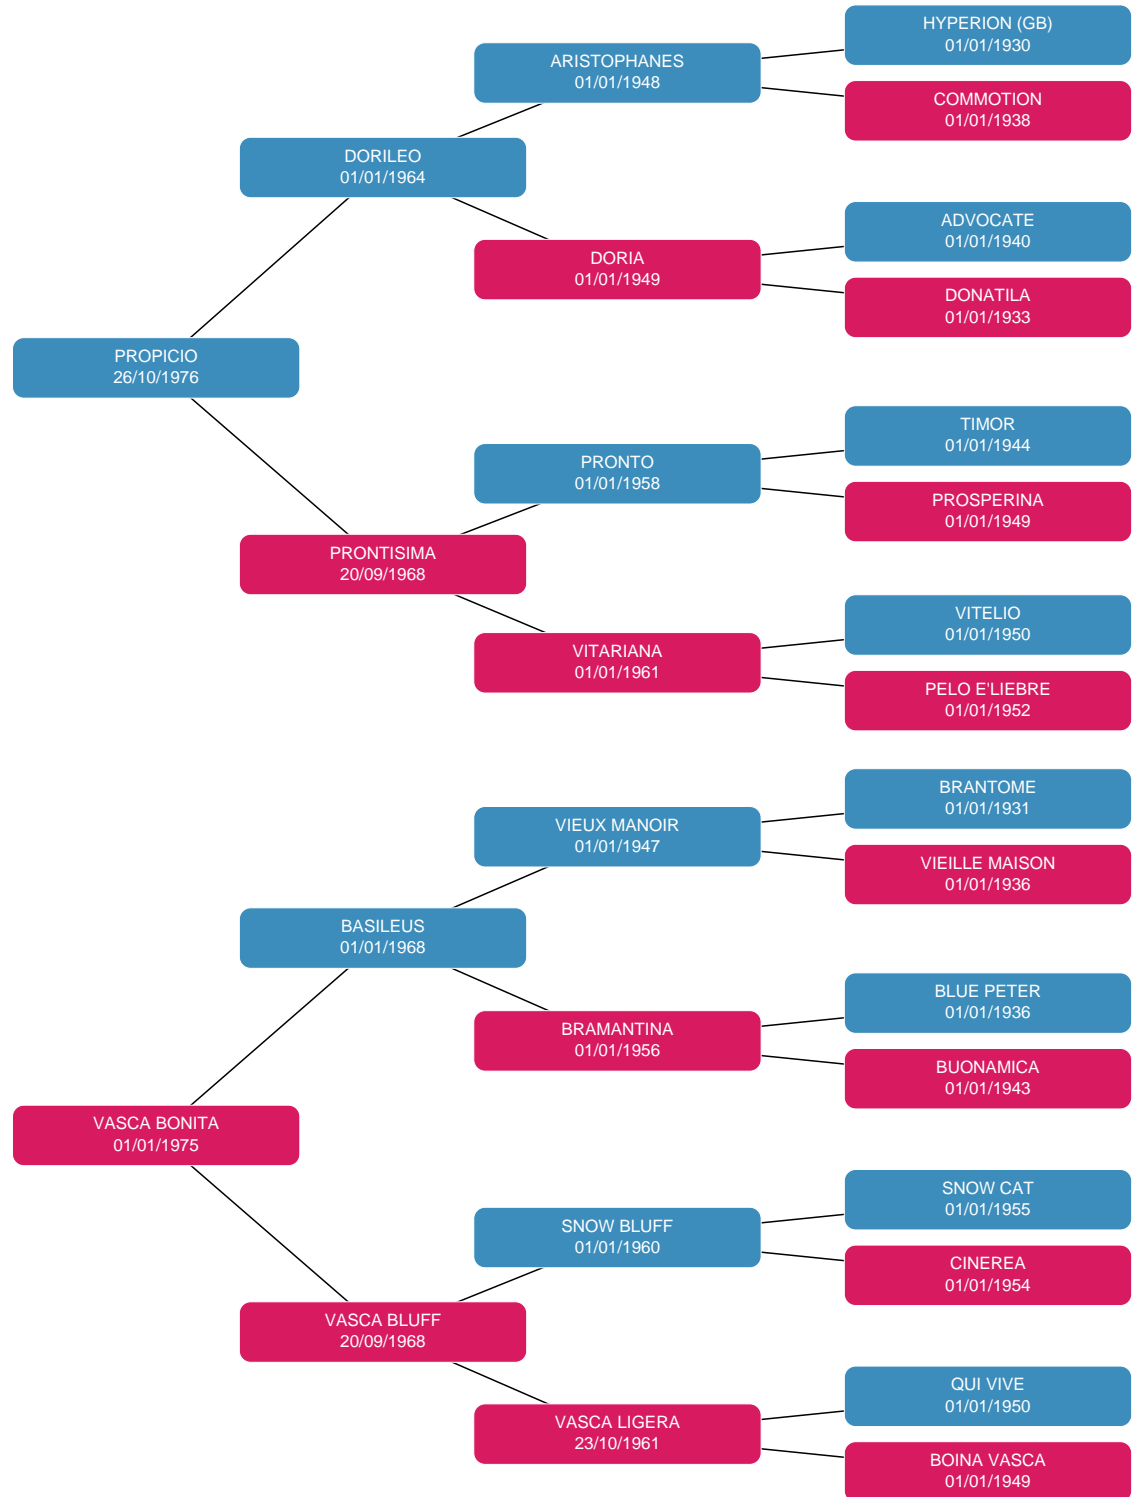 HYPERION (GB)
01/01/1930
ARISTOPHANES
01/01/1948
COMMOTION
01/01/1938
DORILEO
01/01/1964
ADVOCATE
01/01/1940
DORIA
01/01/1949
DONATILA
01/01/1933
PROPICIO
26/10/1976
TIMOR
01/01/1944
PRONTO
01/01/1958
PROSPERINA
01/01/1949
PRONTISIMA
20/09/1968
VITELIO
01/01/1950
VITARIANA
01/01/1961
PELO E'LIEBRE
01/01/1952
BRANTOME
01/01/1931
VIEUX MANOIR
01/01/1947
VIEILLE MAISON
01/01/1936
BASILEUS
01/01/1968
BLUE PETER
01/01/1936
BRAMANTINA
01/01/1956
BUONAMICA
01/01/1943
VASCA BONITA
01/01/1975
SNOW CAT
01/01/1955
SNOW BLUFF
01/01/1960
CINEREA
01/01/1954
VASCA BLUFF
20/09/1968
QUI VIVE
01/01/1950
VASCA LIGERA
23/10/1961
BOINA VASCA
01/01/1949